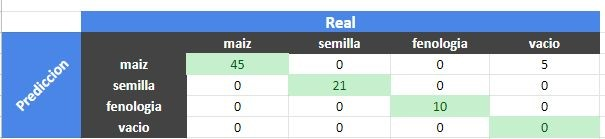 Real
Prediccion
maiz semilla fenologia vacio
maiz 45 0 0 5
semilla 0 21 0 0
fenologia 0 0 10 0
vacio 0 0 0 0